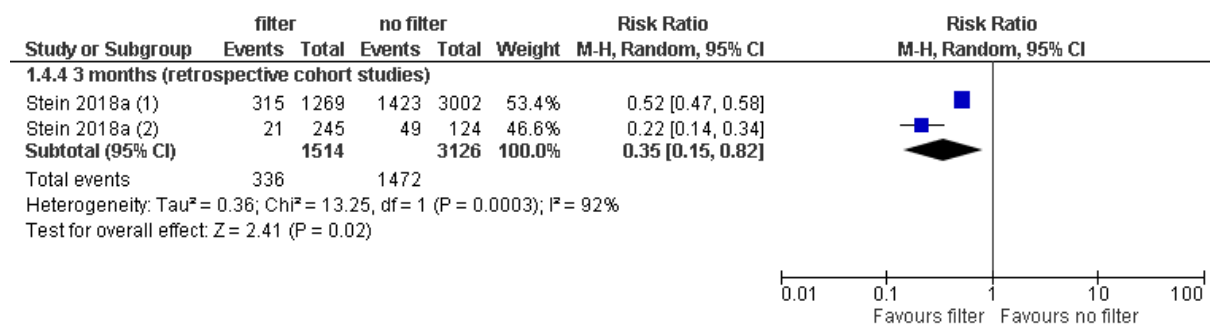 filter no filter Risk Ratio Risk Ratio
Study or Subgroup Events Total Events Total Weight M-H, Random, 95% CI M-H, Random, 95% CI
1.4.4 3 months (retrospective cohort studies)
Stein 2018a (1) 315 1269 1423 3002 53.4% 0.52 [0.47, 0.58]
Stein 2018a (2) 21 245 49 124 46.6% 0.22 [0.14, 0.34]
Subtotal (95% CI) 1514 3126 100.0% 0.35 [0.15, 0.82]
Total events 336 1472
Heterogeneity: Tau² = 0.36; Chi² = 13.25, df = 1 (P = 0.0003); I² = 92%
Test for overall effect: Z = 2.41 (P = 0.02)
0.01 0.1 1 10 100
Favours filter Favours no filter